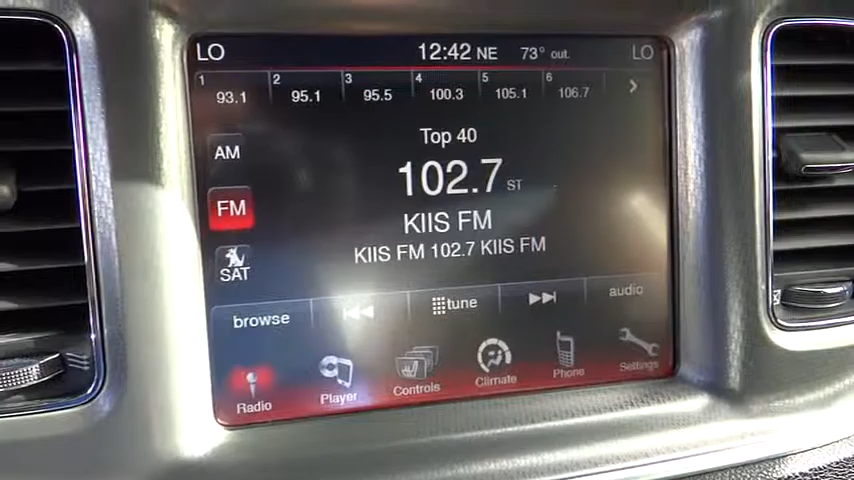 LO 12:42 NE 73° out. LO
1 2 3 4 5 6
93.1 95.1 95.5 100.3 105.1 106.7 >
Top 40
AM
102.7 ST
FM
KIIS FM
KIIS FM 102.7 KIIS FM
SAT
browse tune audio
Radio Player Controls Climate Phone Settings